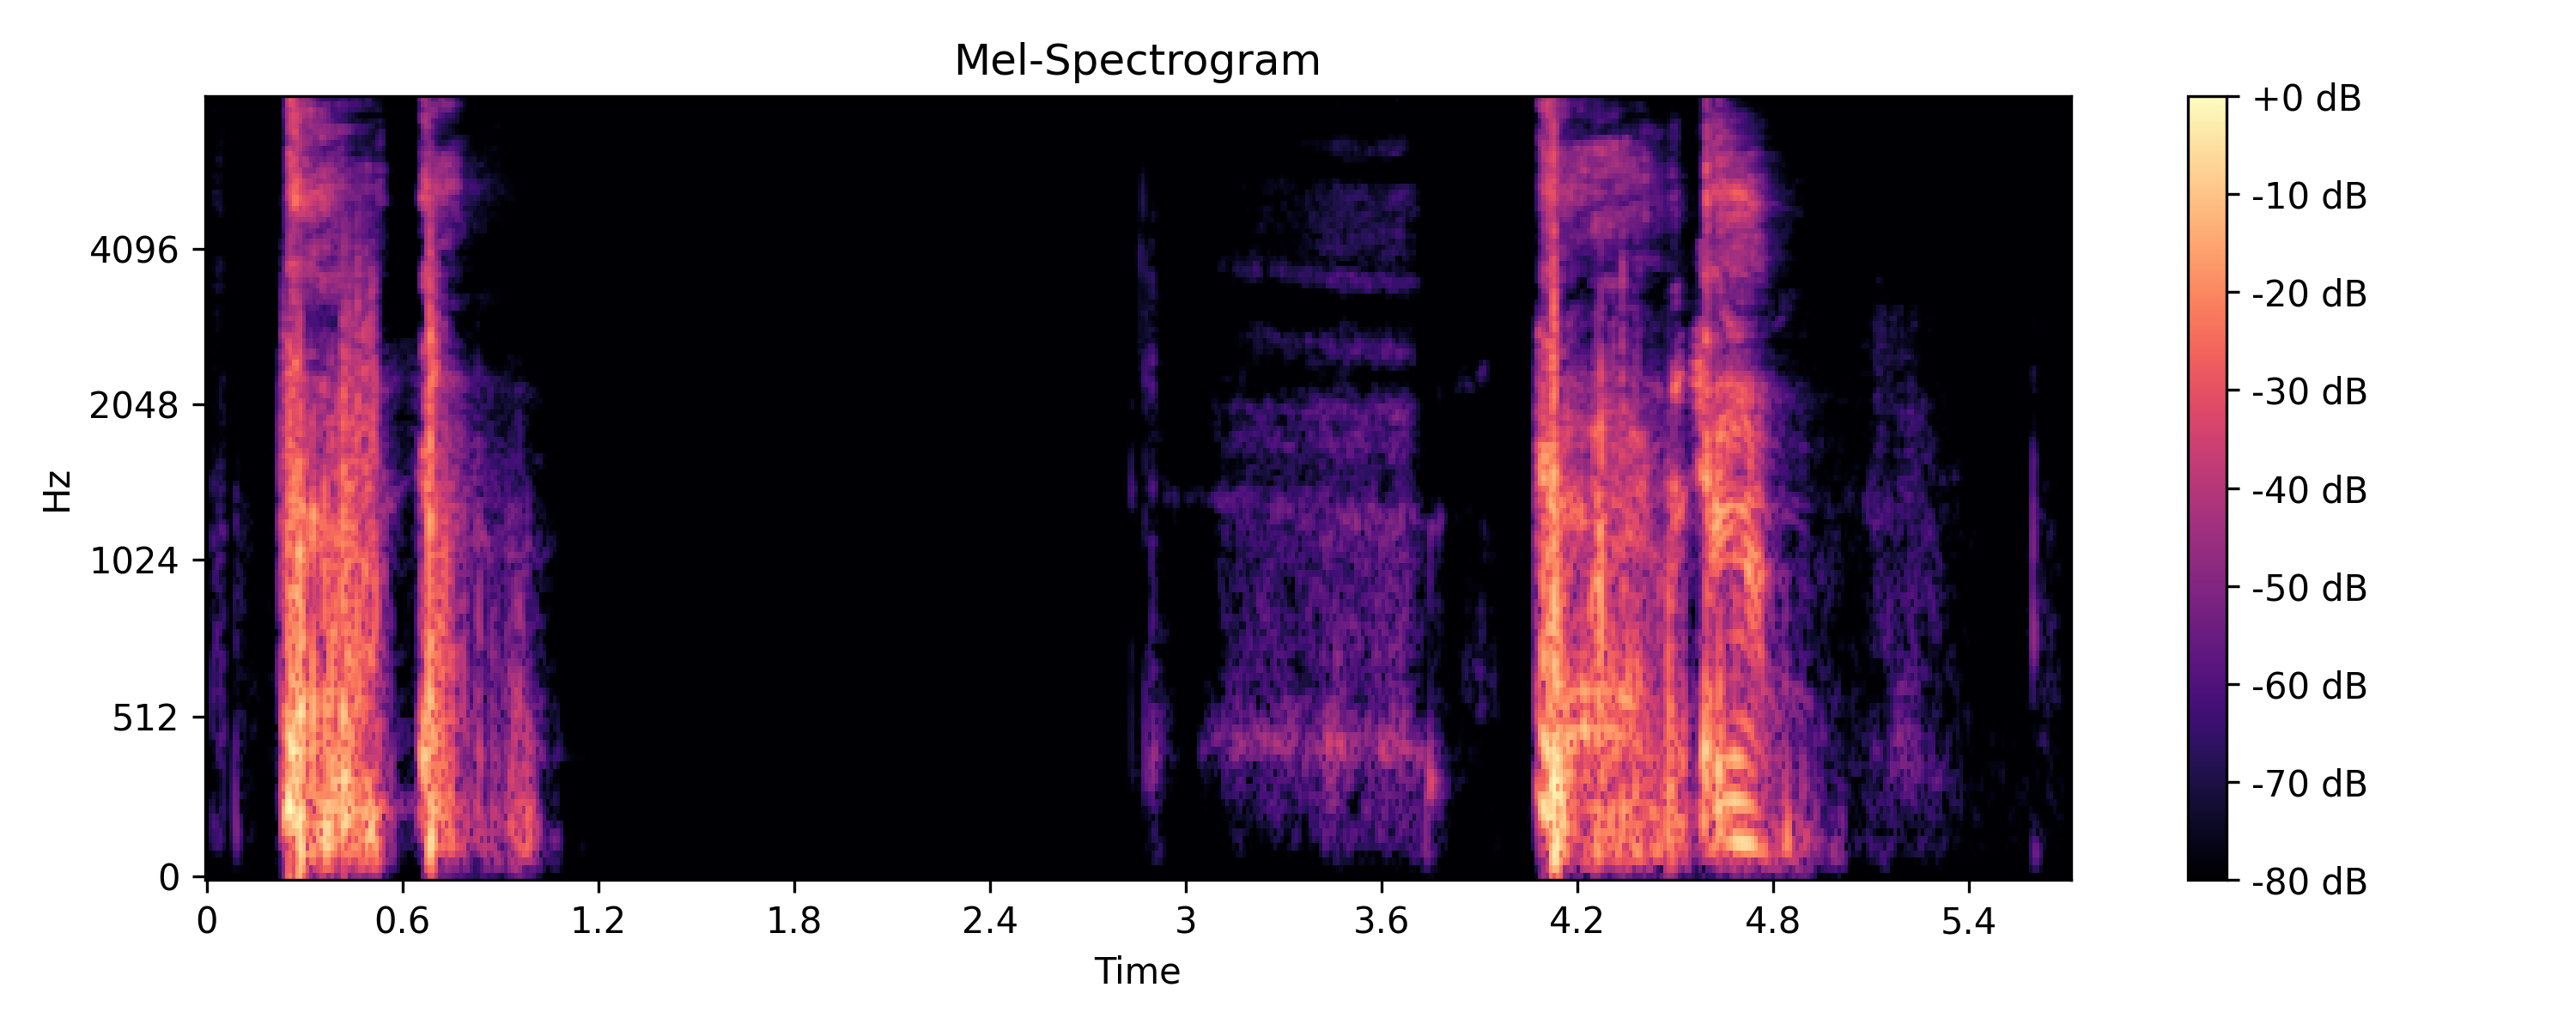 Mel-Spectrogram
+0 dB
-10 dB
-20 dB
-30 dB
-40 dB
-50 dB
-60 dB
-70 dB
-80 dB
4096
2048
1024
512
0
Hz
0 0.6 1.2 1.8 2.4 3 3.6 4.2 4.8 5.4
Time